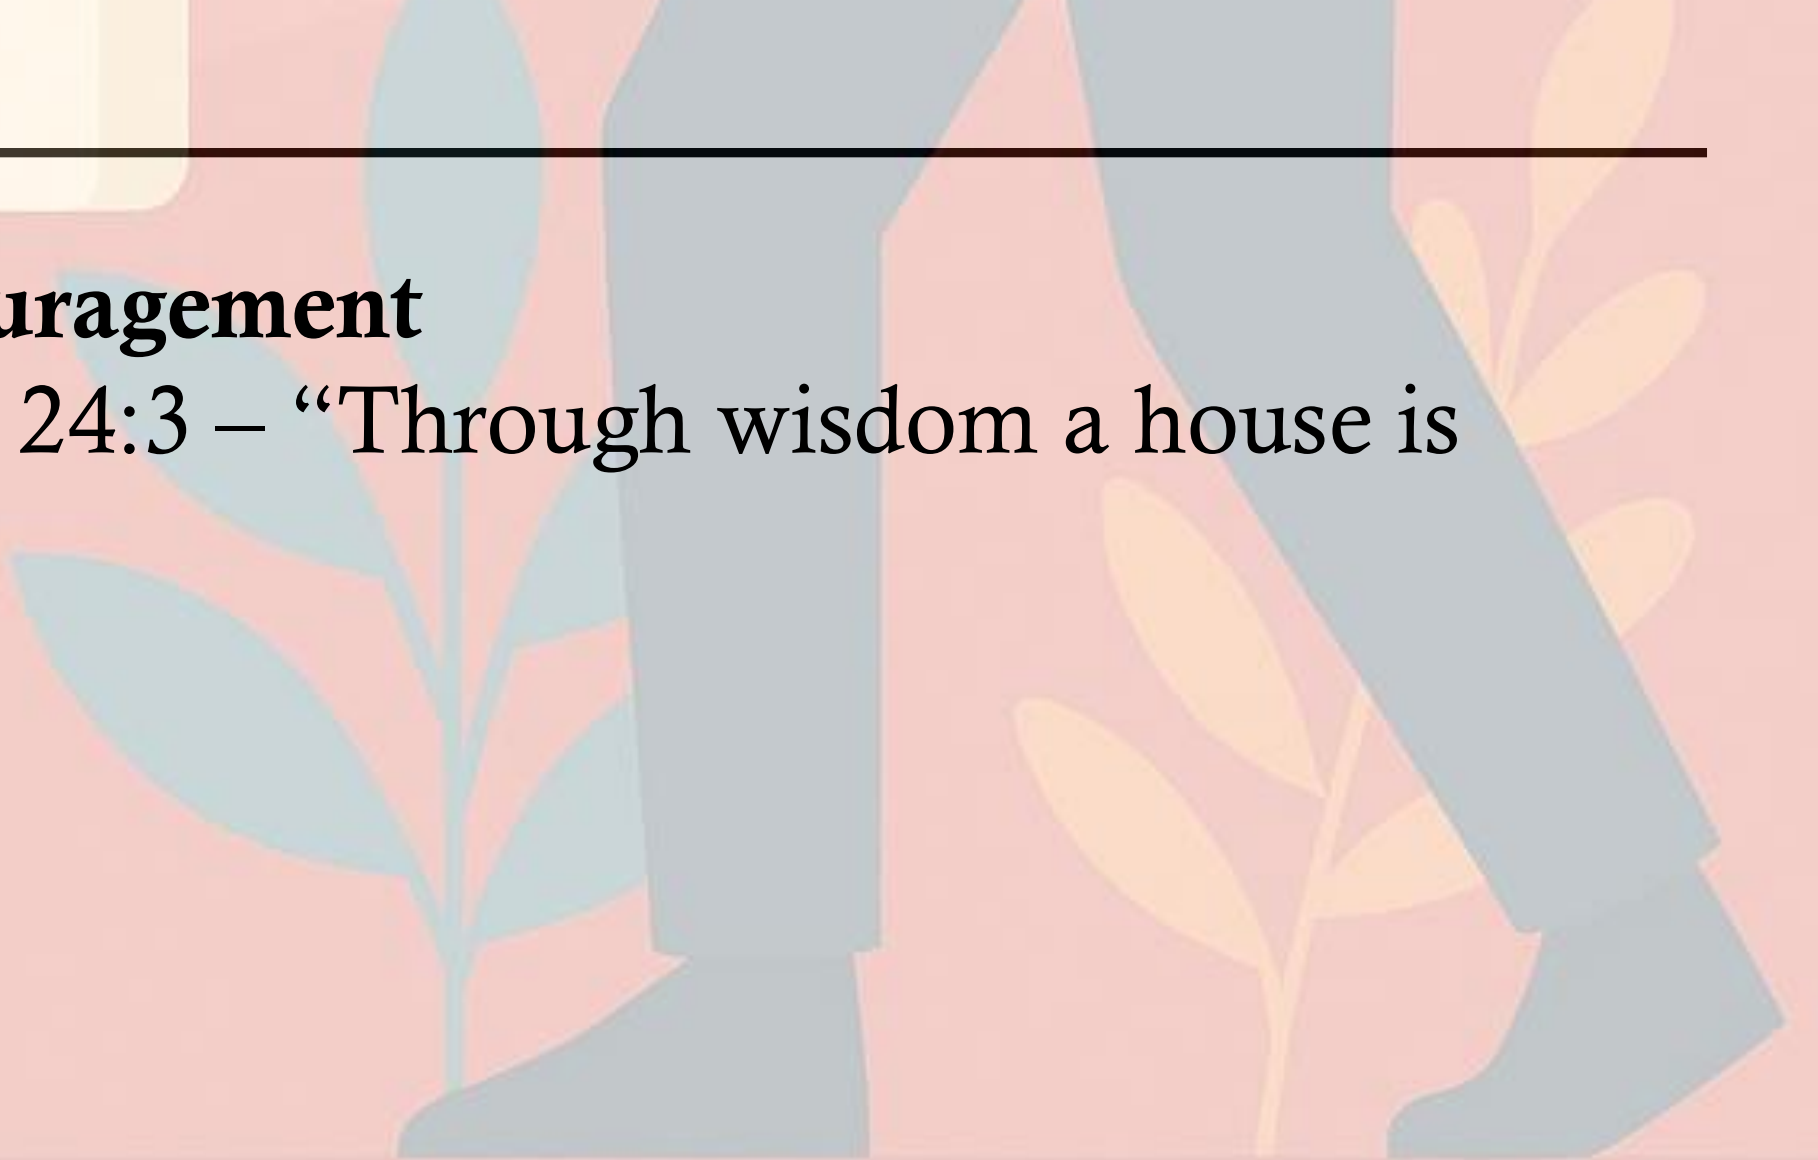 uragement
24:3 – “Through wisdom a house is